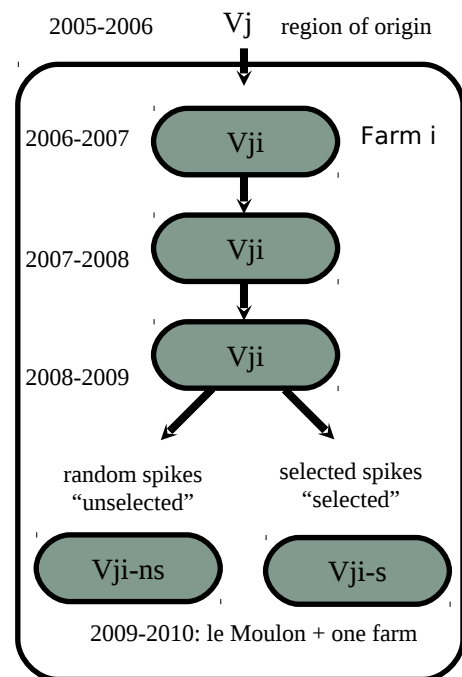 2005-2006 Vj region of origin
2006-2007 Vji Farm i
Vji
2007-2008
Vji
2008-2009
random spikes selected spikes
“unselected” “selected”
Vji-ns Vji-s
2009-2010: le Moulon + one farm